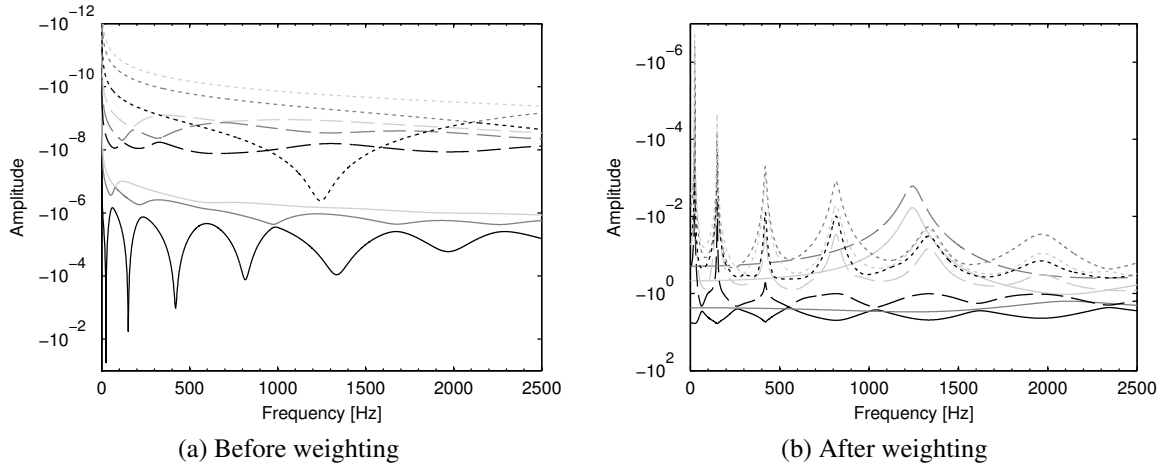 Amplitude
-10^-12
-10^-10
-10^-8
-10^-6
-10^-4
-10^-2
0 500 1000 1500 2000 2500
Frequency [Hz]
(a) Before weighting
Amplitude
-10^-6
-10^-4
-10^-2
-10^0
-10^2
0 500 1000 1500 2000 2500
Frequency [Hz]
(b) After weighting